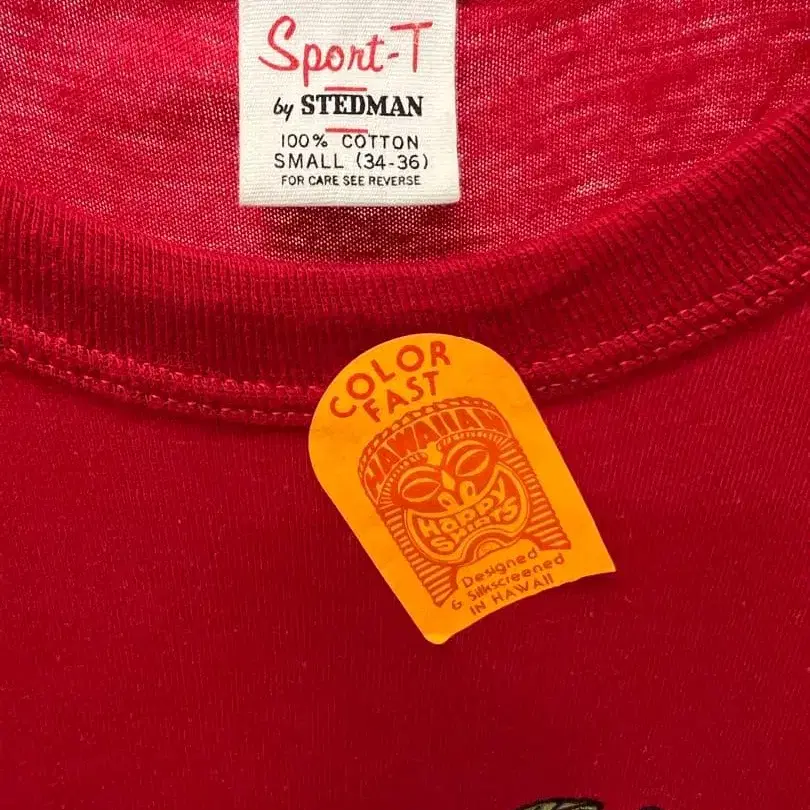 Sport-T
by STEDMAN
100% COTTON
SMALL (34-36)
FOR CARE SEE REVERSE
COLOR
FAST
HAWAIIAN
Happy
SHIRTS
Designed
& Silkscreened
IN HAWAII